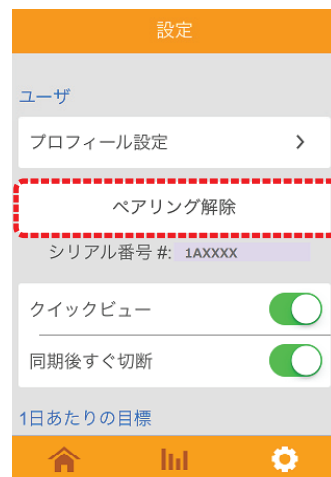 設定
ユーザ
プロフィール設定
ペアリング解除
シリアル番号 #: 1AXXXX
クイックビュー
同期後すぐ切断
1日あたりの目標